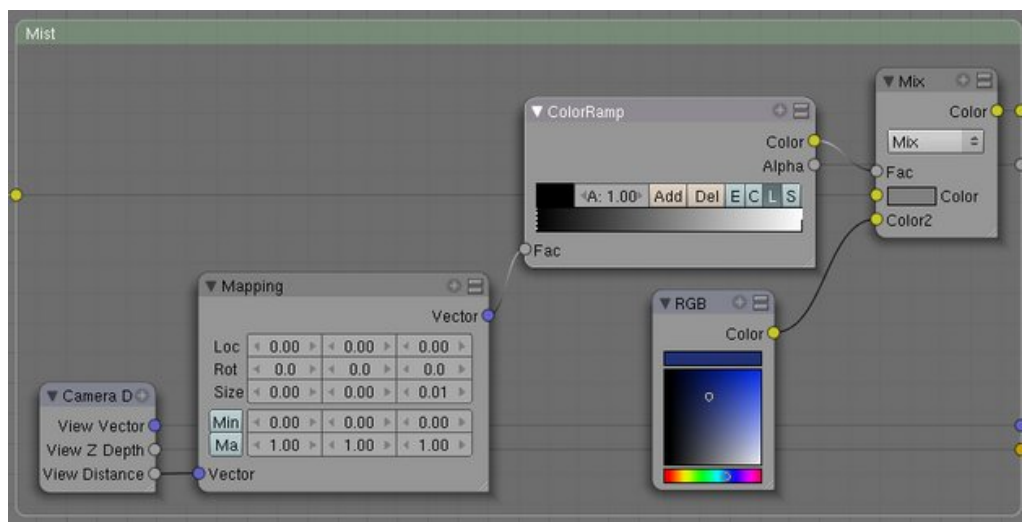 Mist
Mix
Color
Mix
Fac
Color
Color2
ColorRamp
Color
Alpha
A: 1.00 Add Del E C L S
Fac
Mapping
Vector
Loc 0.00 0.00 0.00
Rot 0.0 0.0 0.0
Size 0.00 0.00 0.01
Min 0.00 0.00 0.00
Ma 1.00 1.00 1.00
Vector
RGB
Color
Camera D
View Vector
View Z Depth
View Distance